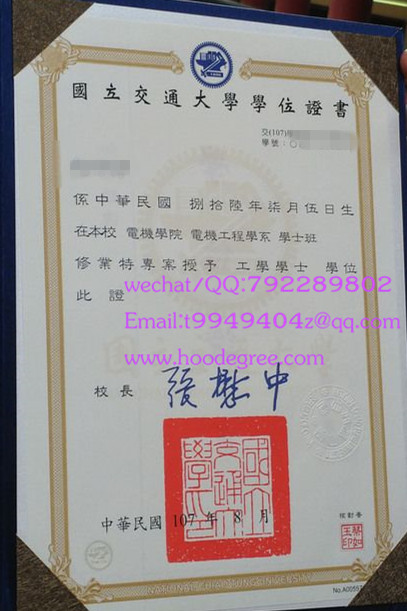 國立交通大學學位證書
交(107)
學號：
係中華民國 捌拾陸年柒月伍日生
在本校 電機學院 電機工程學系 學士班
修業特專案授予 工學學士 學位
此證
wechat/QQ:792289802
Email:t9949404z@qq.com
www.hoodegree.com
校長 張懋中
中華民國 107 年 8 月
核對者